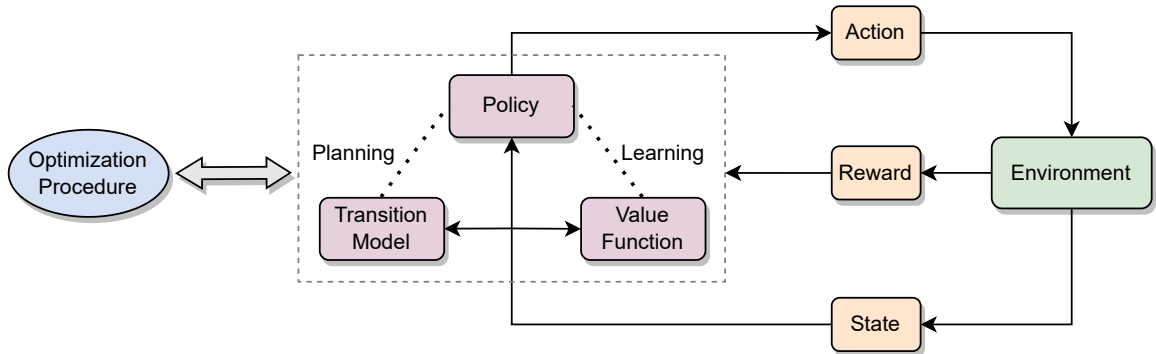 Action
Policy
Planning
Learning
Optimization
Procedure
Reward
Environment
Transition
Model
Value
Function
State